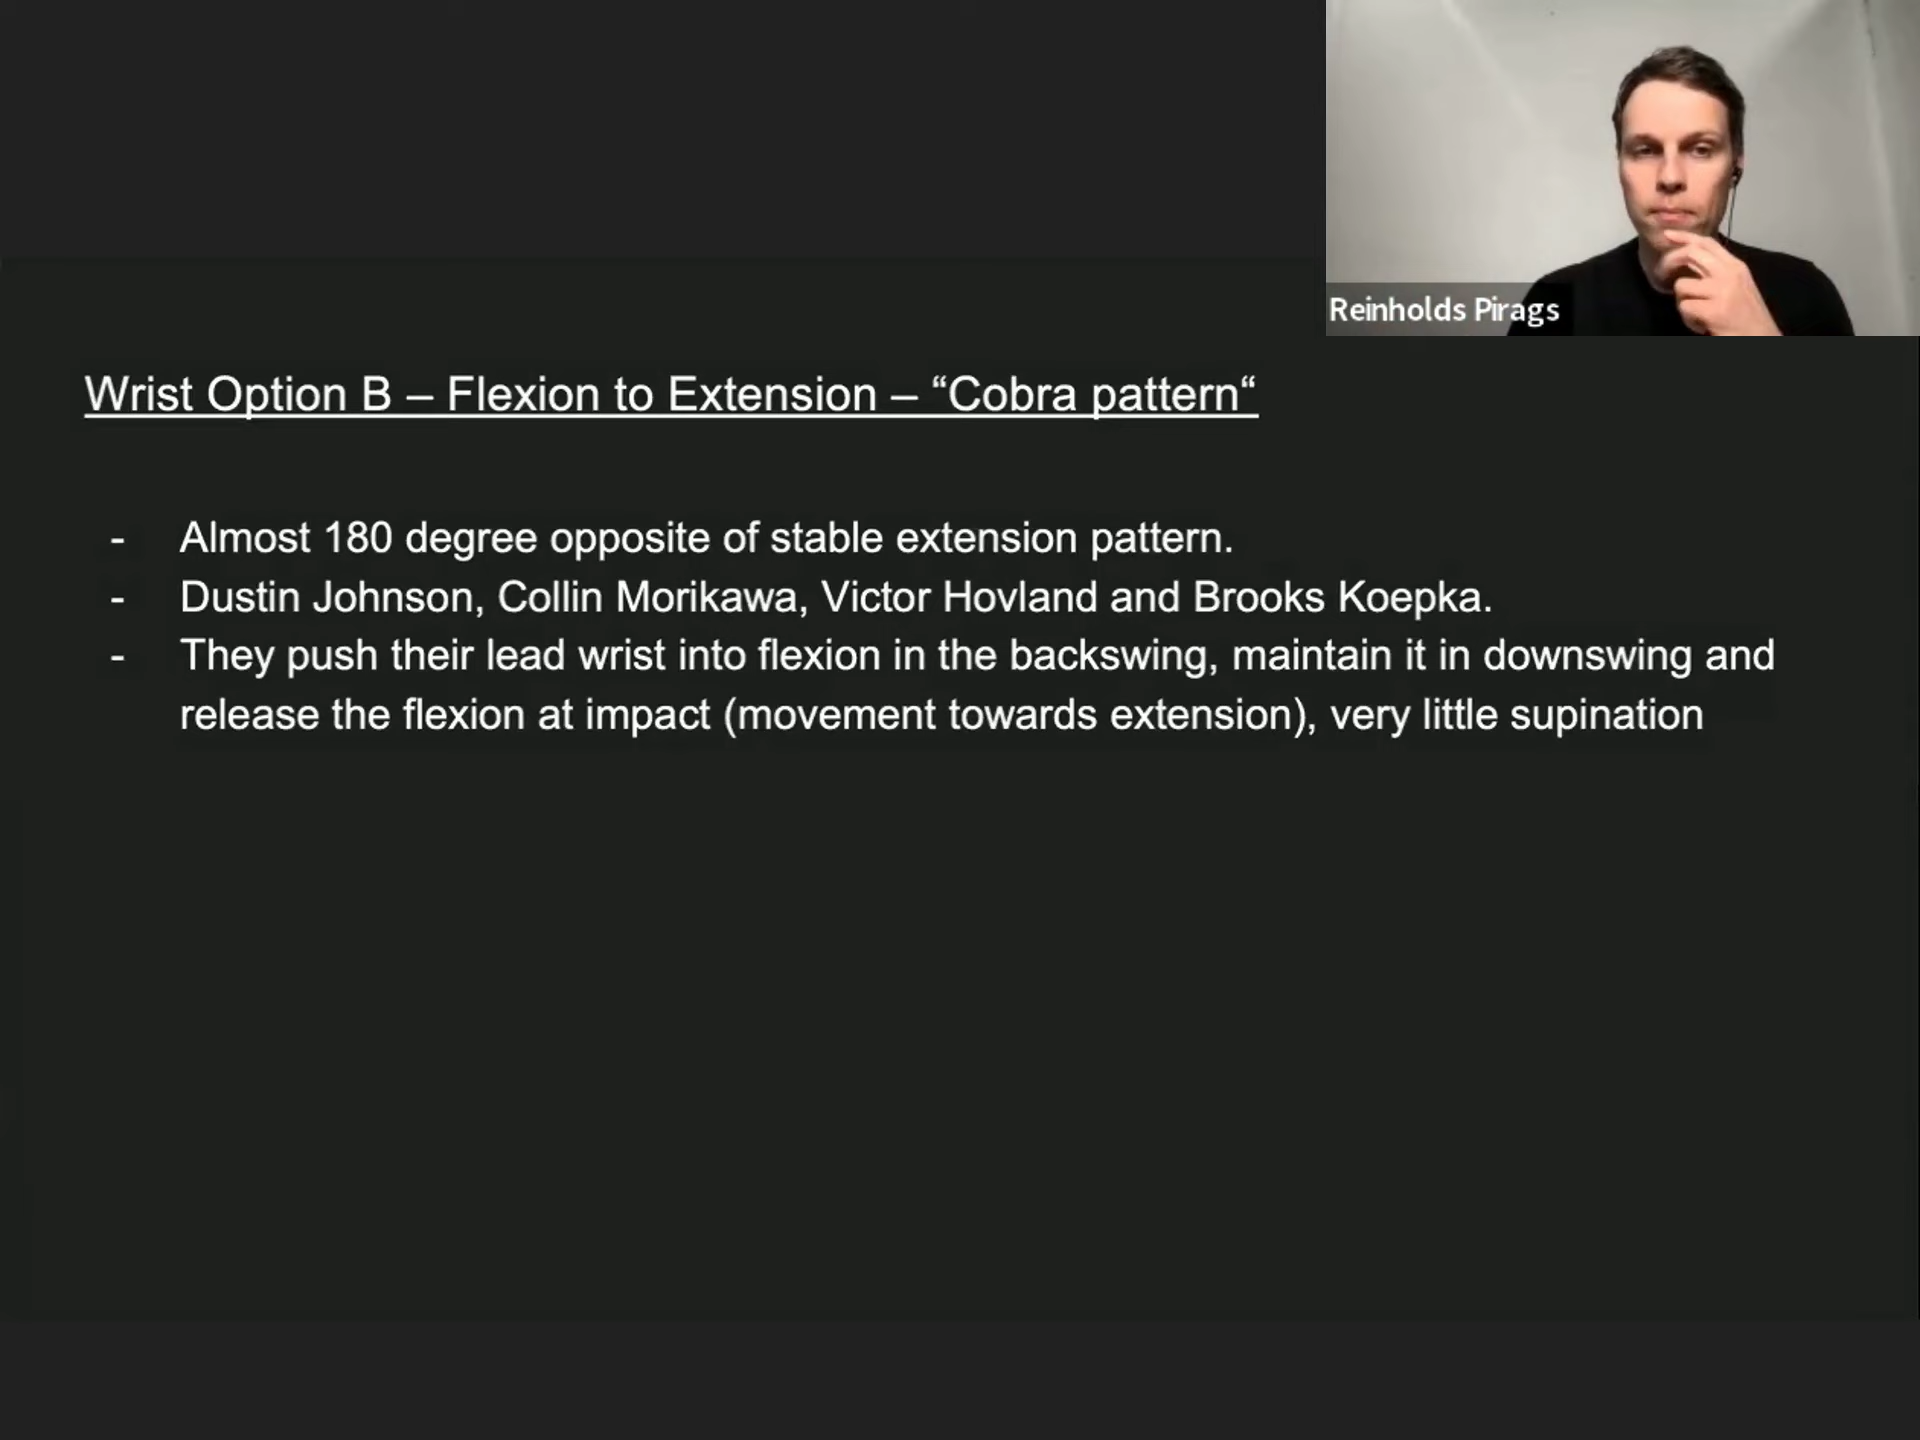 Reinholds Pirags
Wrist Option B – Flexion to Extension – “Cobra pattern“
- Almost 180 degree opposite of stable extension pattern.
- Dustin Johnson, Collin Morikawa, Victor Hovland and Brooks Koepka.
- They push their lead wrist into flexion in the backswing, maintain it in downswing and
release the flexion at impact (movement towards extension), very little supination